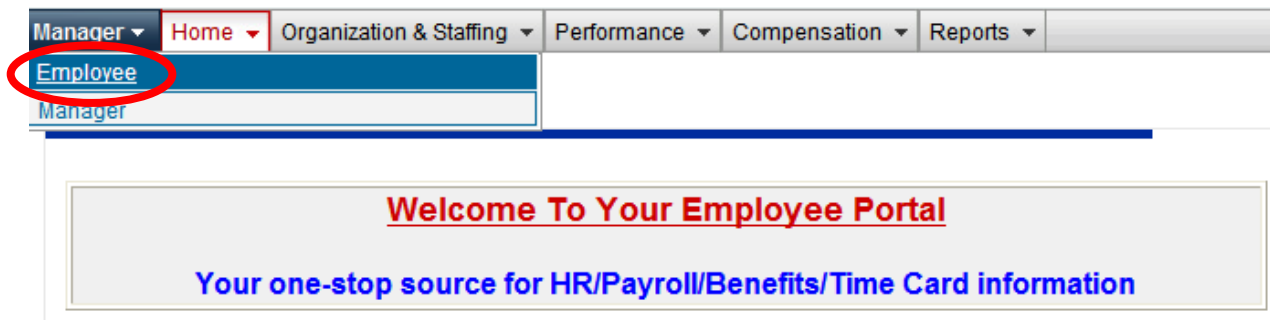 Manager Home Organization & Staffing Performance Compensation Reports
Employee
Manager
Welcome To Your Employee Portal
Your one-stop source for HR/Payroll/Benefits/Time Card information